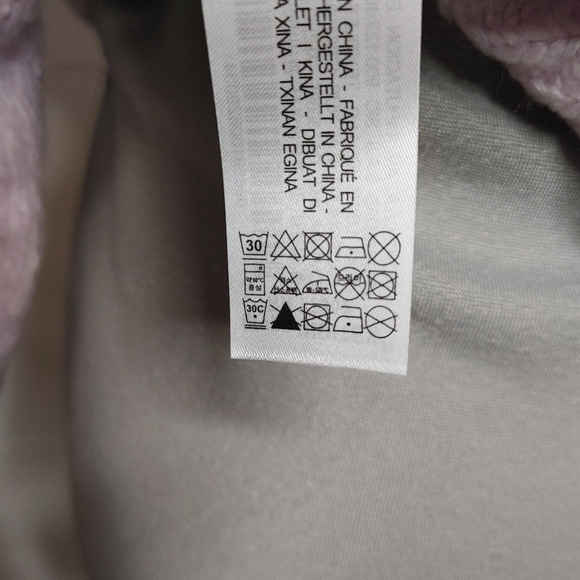 N CHINA - FABRIQUÉ EN
HERGESTELLT IN CHINA -
LET I KINA - DIBUAT DI
A XINA - TXINAN EGINA
30
30C